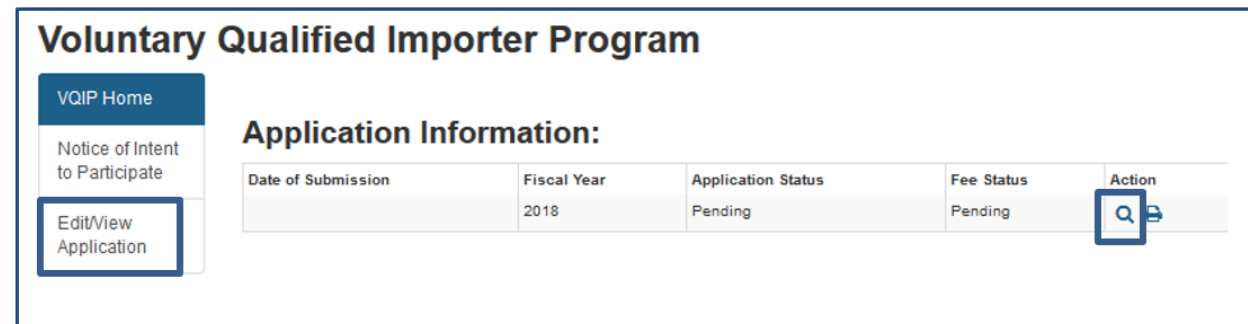 Voluntary Qualified Importer Program
VQIP Home
Notice of Intent
to Participate
Edit/View
Application
Application Information:
Date of Submission Fiscal Year Application Status Fee Status Action
2018 Pending Pending